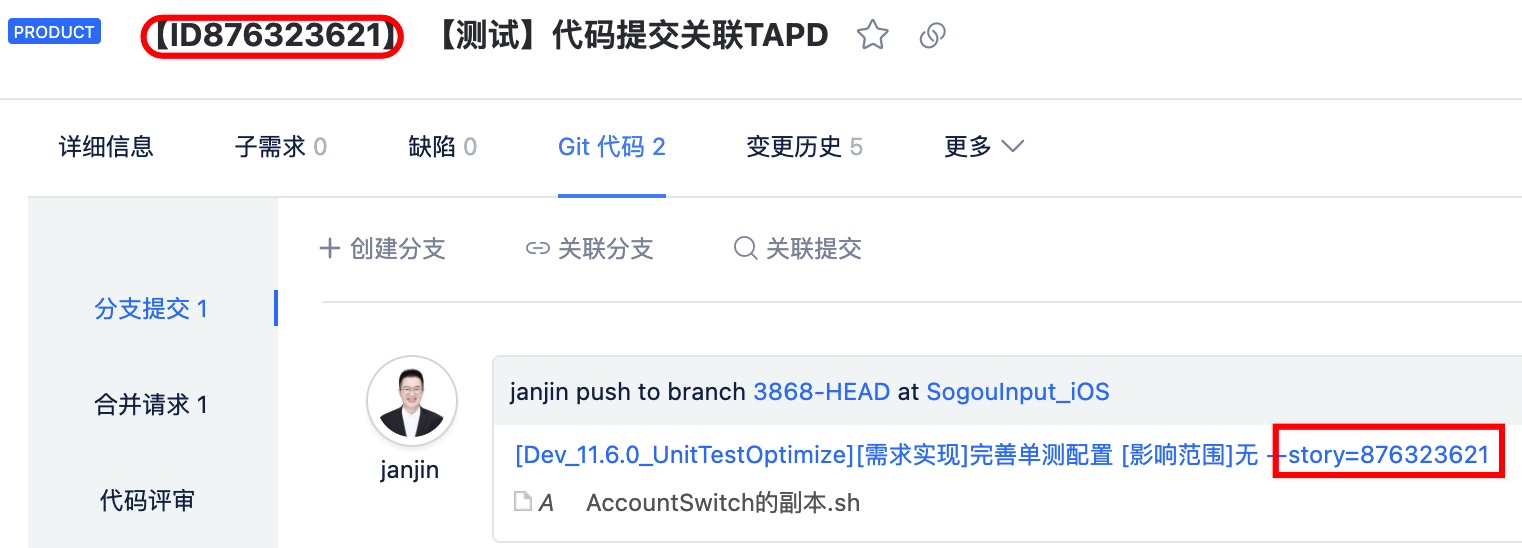 PRODUCT 【ID876323621】 【测试】代码提交关联TAPD
详细信息 子需求 0 缺陷 0 Git 代码 2 变更历史 5 更多
创建分支 关联分支 关联提交
分支提交 1
合并请求 1
代码评审
janjin
janjin push to branch 3868-HEAD at SogouInput_iOS
[Dev_11.6.0_UnitTestOptimize][需求实现]完善单测配置 [影响范围]无 --story=876323621
A AccountSwitch的副本.sh